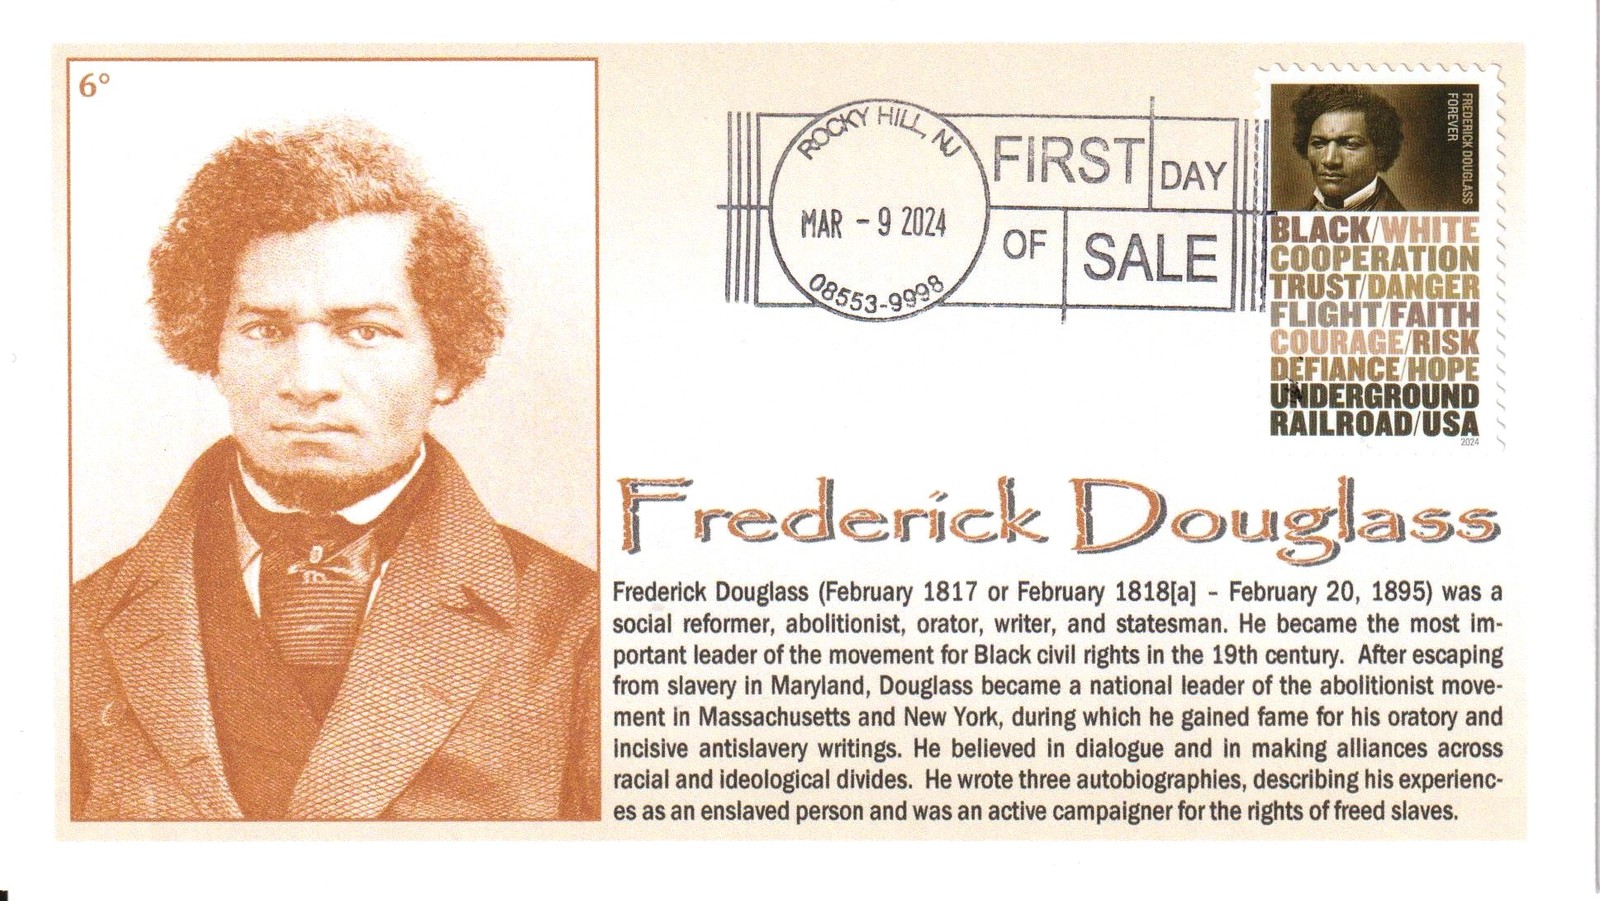 6°
ROCKY HILL, NJ
MAR - 9 2024
08553-9998
FIRST DAY
OF SALE
FREDERICK DOUGLASS
FOREVER
BLACK/WHITE
COOPERATION
TRUST/DANGER
FLIGHT/FAITH
COURAGE/RISK
DEFIANCE/HOPE
UNDERGROUND
RAILROAD/USA
2024
Frederick Douglass
Frederick Douglass (February 1817 or February 1818[a] – February 20, 1895) was a
social reformer, abolitionist, orator, writer, and statesman. He became the most im-
portant leader of the movement for Black civil rights in the 19th century. After escaping
from slavery in Maryland, Douglass became a national leader of the abolitionist move-
ment in Massachusetts and New York, during which he gained fame for his oratory and
incisive antislavery writings. He believed in dialogue and in making alliances across
racial and ideological divides. He wrote three autobiographies, describing his experienc-
es as an enslaved person and was an active campaigner for the rights of freed slaves.